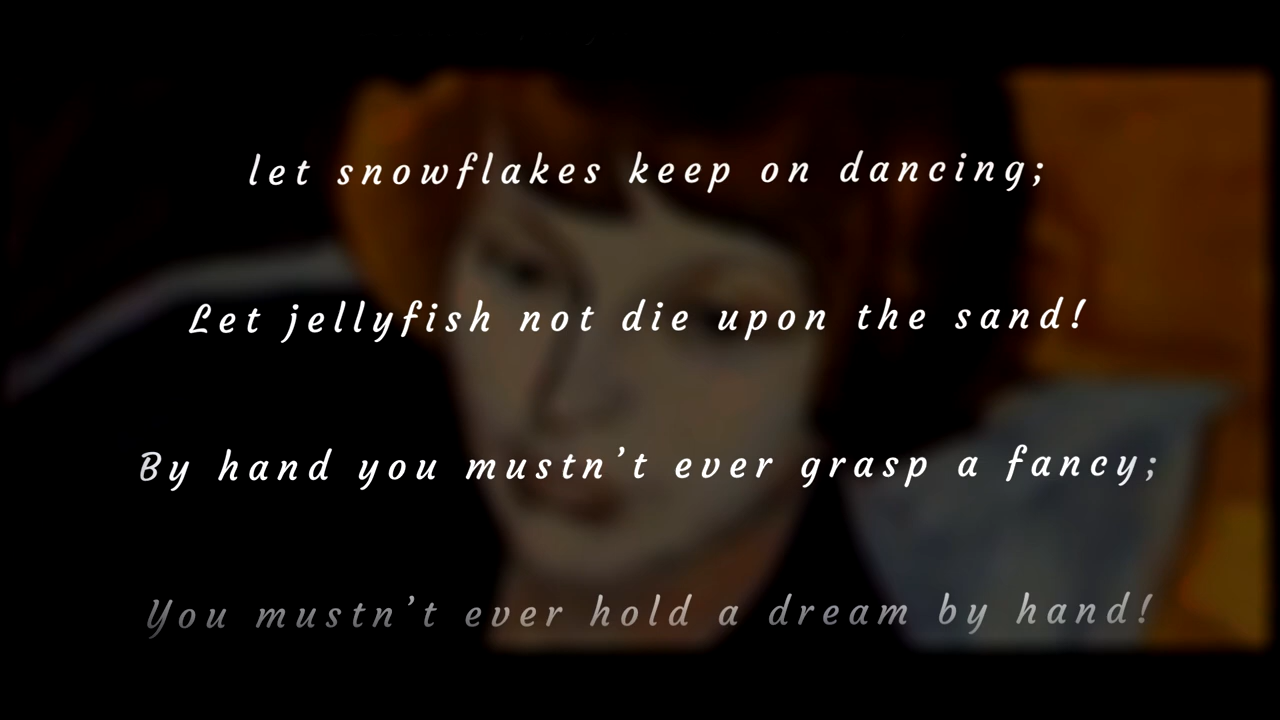 let snowflakes keep on dancing;
Let jellyfish not die upon the sand!
By hand you mustn’t ever grasp a fancy;
You mustn’t ever hold a dream by hand!